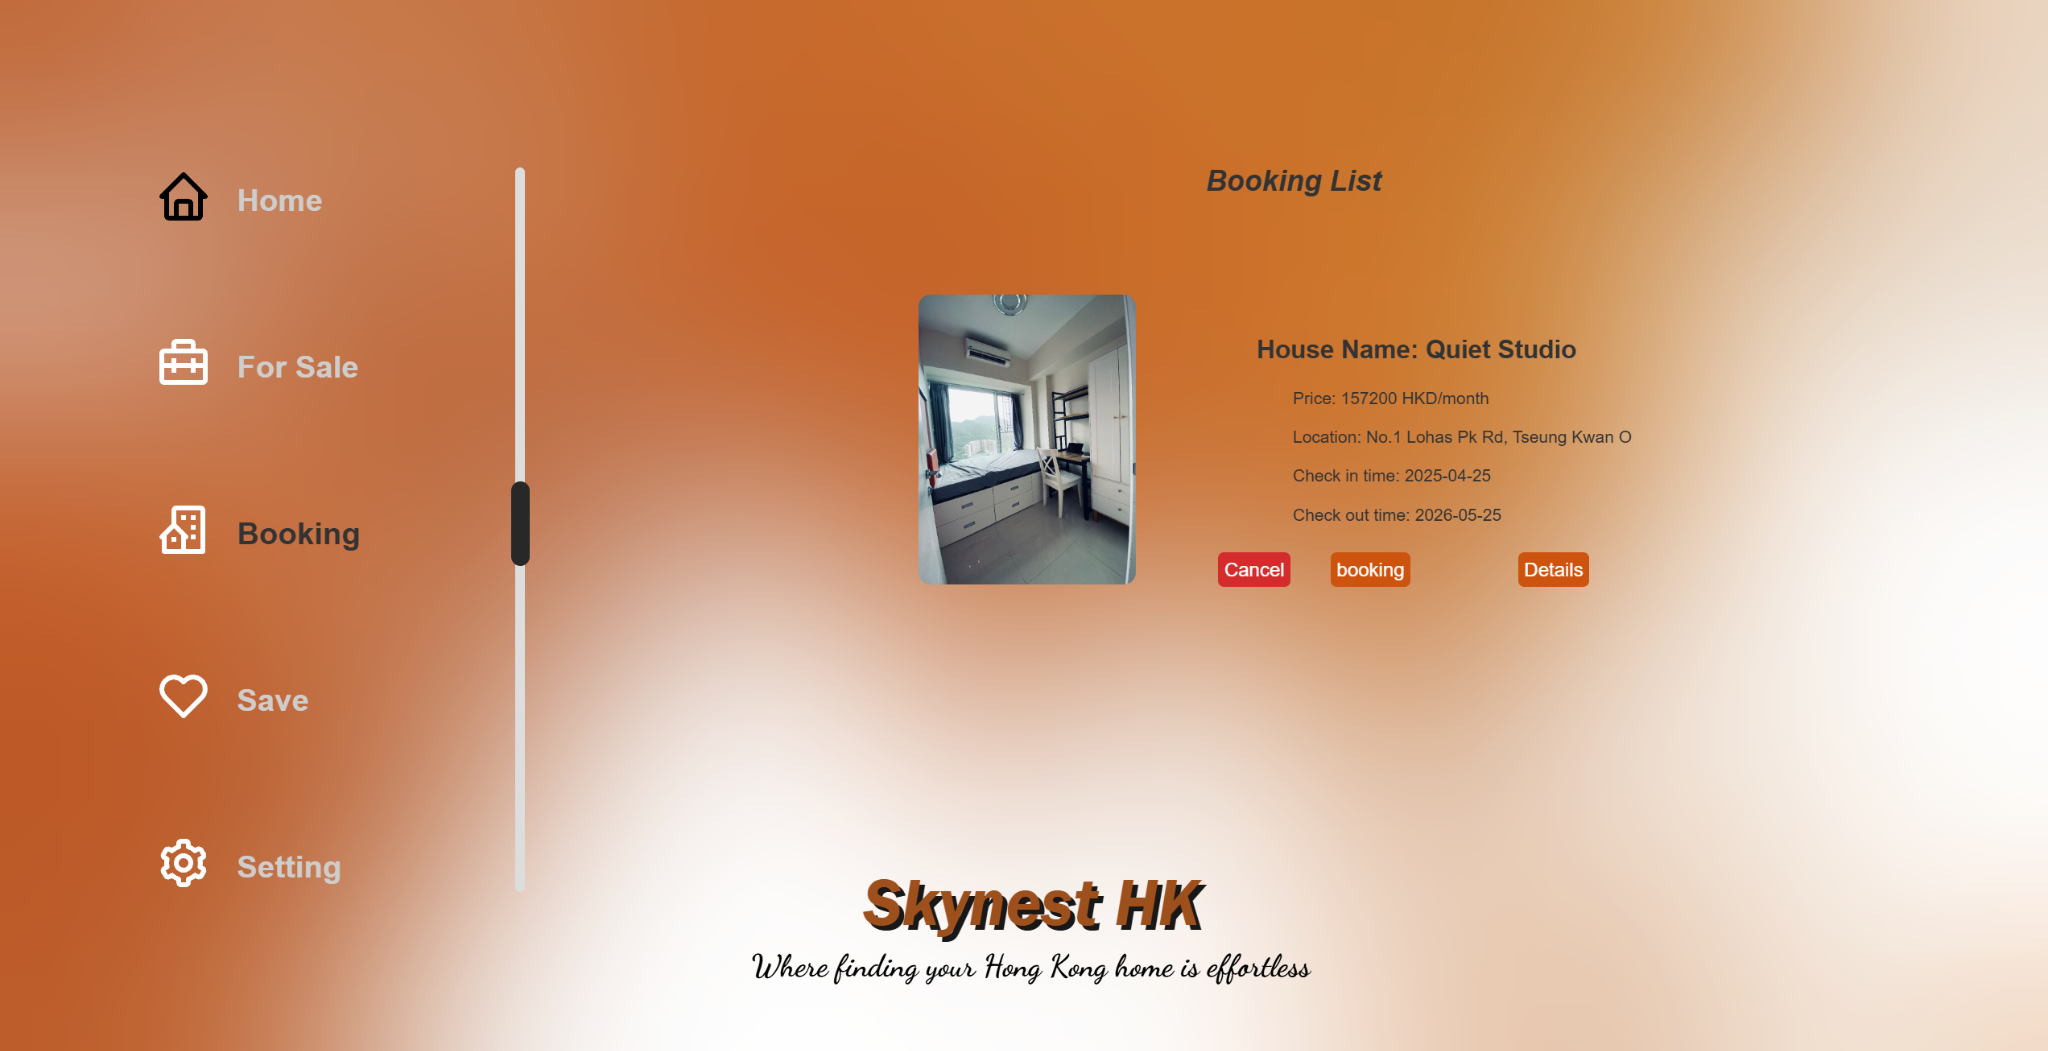 Home
For Sale
Booking
Save
Setting
Booking List
House Name: Quiet Studio
Price: 157200 HKD/month
Location: No.1 Lohas Pk Rd, Tseung Kwan O
Check in time: 2025-04-25
Check out time: 2026-05-25
Cancel booking Details
Skynest HK
Where finding your Hong Kong home is effortless